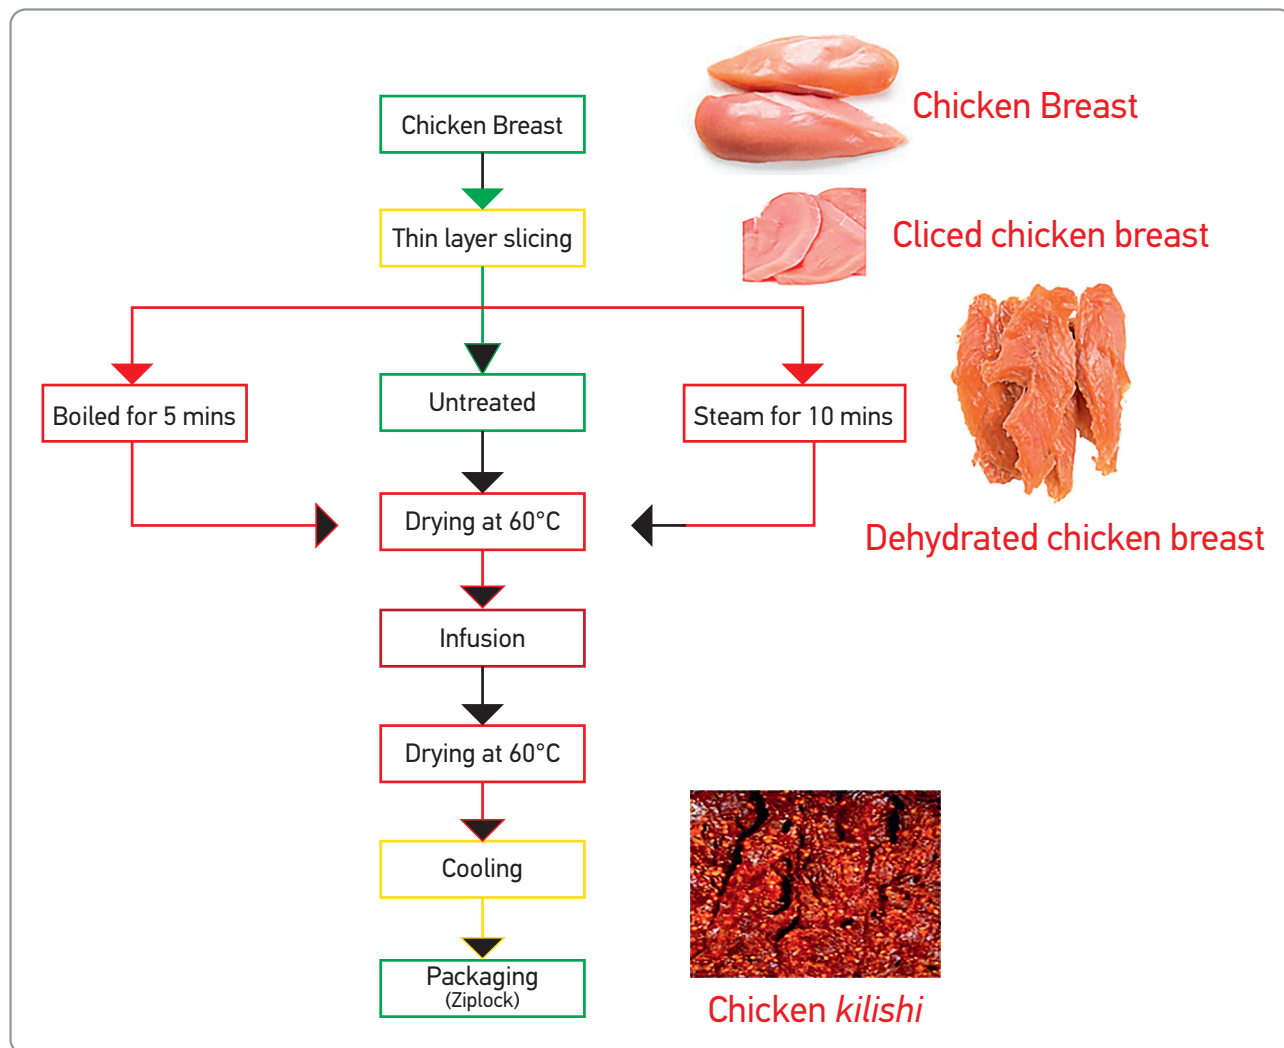 Chicken Breast
Chicken Breast
Thin layer slicing
Cliced chicken breast
Boiled for 5 mins
Untreated
Steam for 10 mins
Drying at 60°C
Dehydrated chicken breast
Infusion
Drying at 60°C
Cooling
Packaging
(Ziplock)
Chicken kilishi